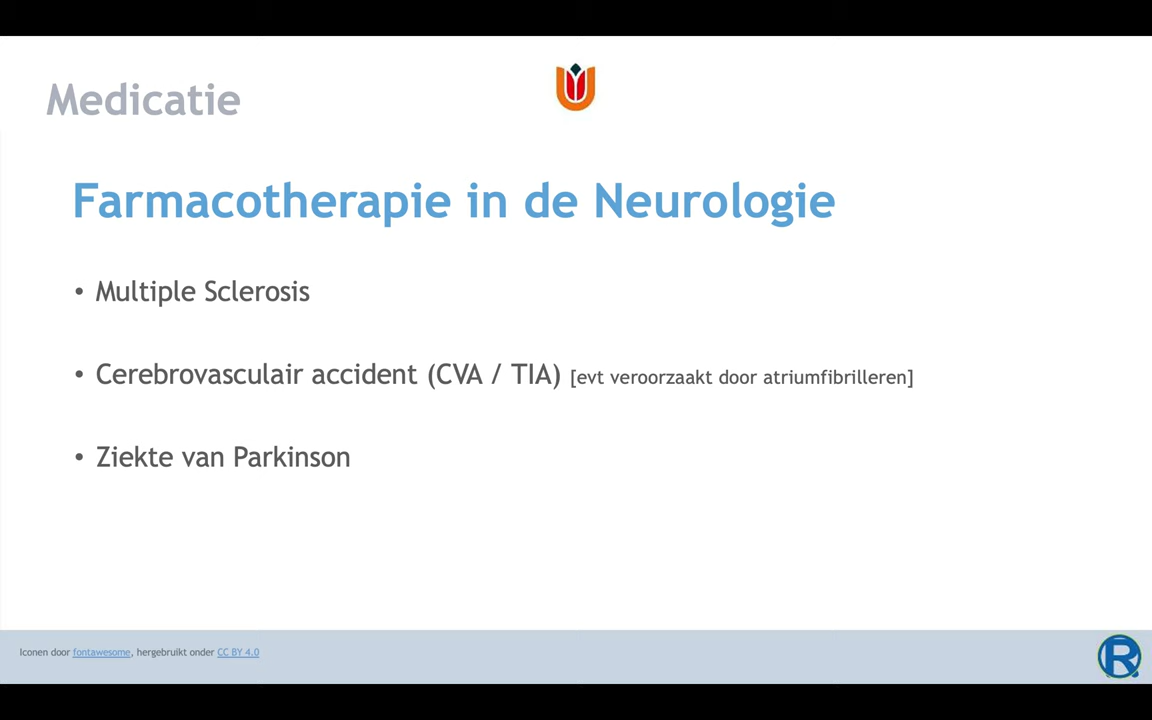 Medicatie
Farmacotherapie in de Neurologie
• Multiple Sclerosis
• Cerebrovasculair accident (CVA / TIA) [evt veroorzaakt door atriumfibrilleren]
• Ziekte van Parkinson
Iconen door fontawesome, hergebruikt onder CC BY 4.0
R